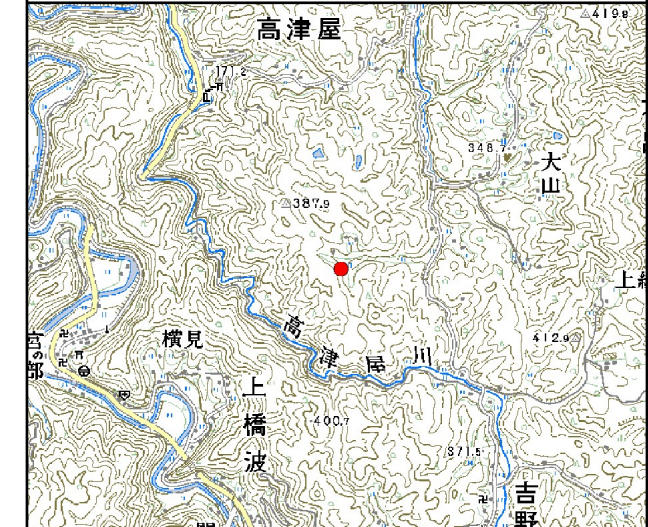 高津屋
419.8
171.2
348.7
大山
387.9
上
高津屋川
412.9
横見
宮の部
上橋波
400.7
371.5
吉野